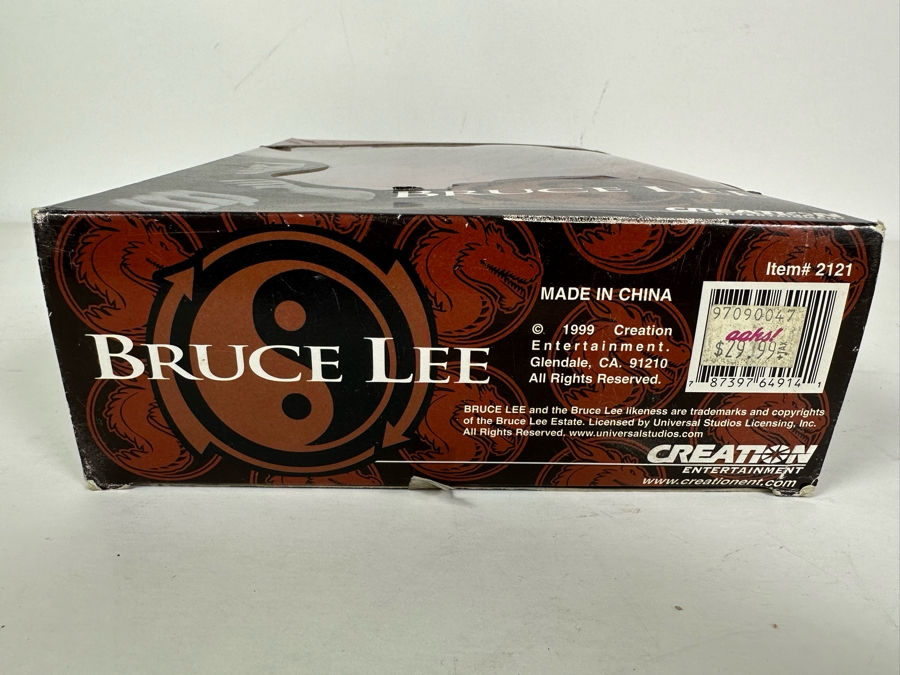 BRUCE LEE
BRUCE LEE
Item# 2121
MADE IN CHINA
© 1999 Creation
Entertainment.
Glendale, CA. 91210
All Rights Reserved.
97090047
aahs!
$29.99
7 87397 64914 1
BRUCE LEE and the Bruce Lee likeness are trademarks and copyrights
of the Bruce Lee Estate. Licensed by Universal Studios Licensing, Inc.
All Rights Reserved. www.universalstudios.com
CREATION
ENTERTAINMENT
www.creationent.com